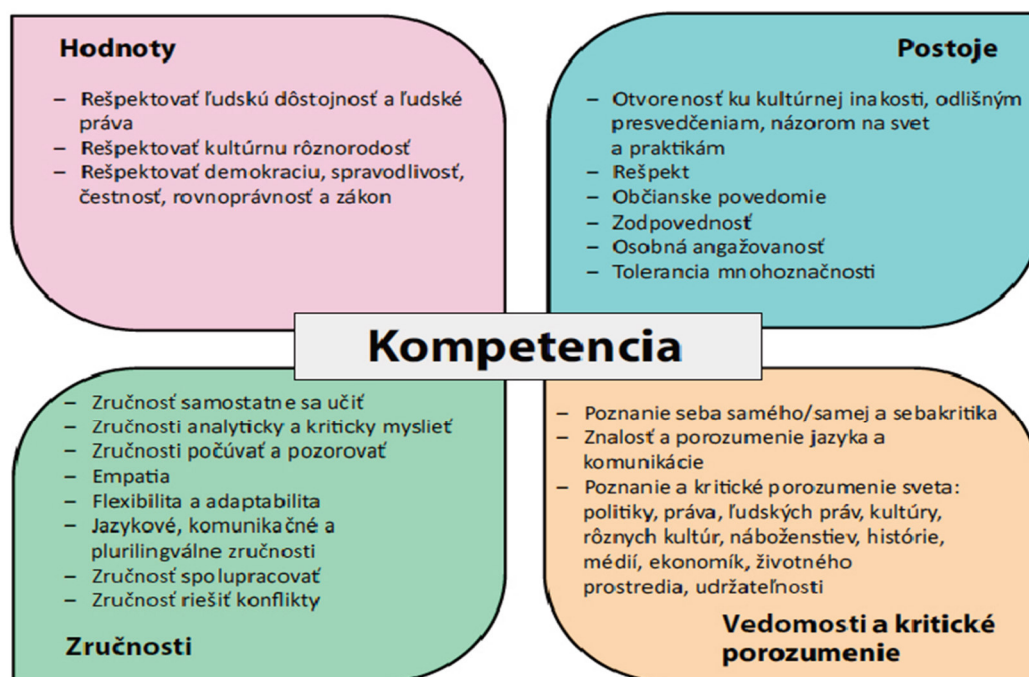 Hodnoty
– Rešpektovať ľudskú dôstojnosť a ľudské
práva
– Rešpektovať kultúrnu rôznorodosť
– Rešpektovať demokraciu, spravodlivosť,
čestnosť, rovnoprávnosť a zákon
Postoje
– Otvorenosť ku kultúrnej inakosti, odlišným
presvedčeniam, názorom na svet
a praktikám
– Rešpekt
– Občianske povedomie
– Zodpovednosť
– Osobná angažovanosť
– Tolerancia mnohoznačnosti
Kompetencia
– Zručnosť samostatne sa učiť
– Zručnosti analyticky a kriticky myslieť
– Zručnosti počúvať a pozorovať
– Empatia
– Flexibilita a adaptabilita
– Jazykové, komunikačné a
plurilingválne zručnosti
– Zručnosť spolupracovať
– Zručnosť riešiť konflikty
Zručnosti
– Poznanie seba samého/samej a sebakritika
– Znalosť a porozumenie jazyka a
komunikácie
– Poznanie a kritické porozumenie sveta:
politiky, práva, ľudských práv, kultúry,
rôznych kultúr, náboženstiev, histórie,
médií, ekonomík, životného
prostredia, udržateľnosti
Vedomosti a kritické
porozumenie